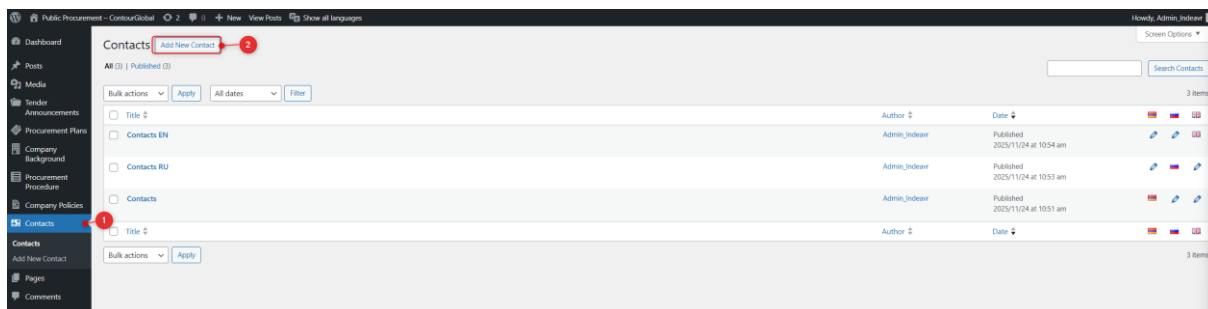 Public Procurement – ContourGlobal 2 0 + New View Posts Show all languages Howdy, Admin_Indeavr
Dashboard
Posts
Media
Tender
Announcements
Procurement Plans
Company
Background
Procurement
Procedure
Company Policies
Contacts 1
Contacts
Add New Contact
Pages
Comments
Screen Options ▼
Contacts Add New Contact 2
All (3) | Published (3)
Search Contacts
Bulk actions Apply All dates Filter 3 items
Title Author Date
Contacts EN Admin_Indeavr Published
2025/11/24 at 10:54 am
Contacts RU Admin_Indeavr Published
2025/11/24 at 10:53 am
Contacts Admin_Indeavr Published
2025/11/24 at 10:51 am
Title Author Date
Bulk actions Apply 3 items